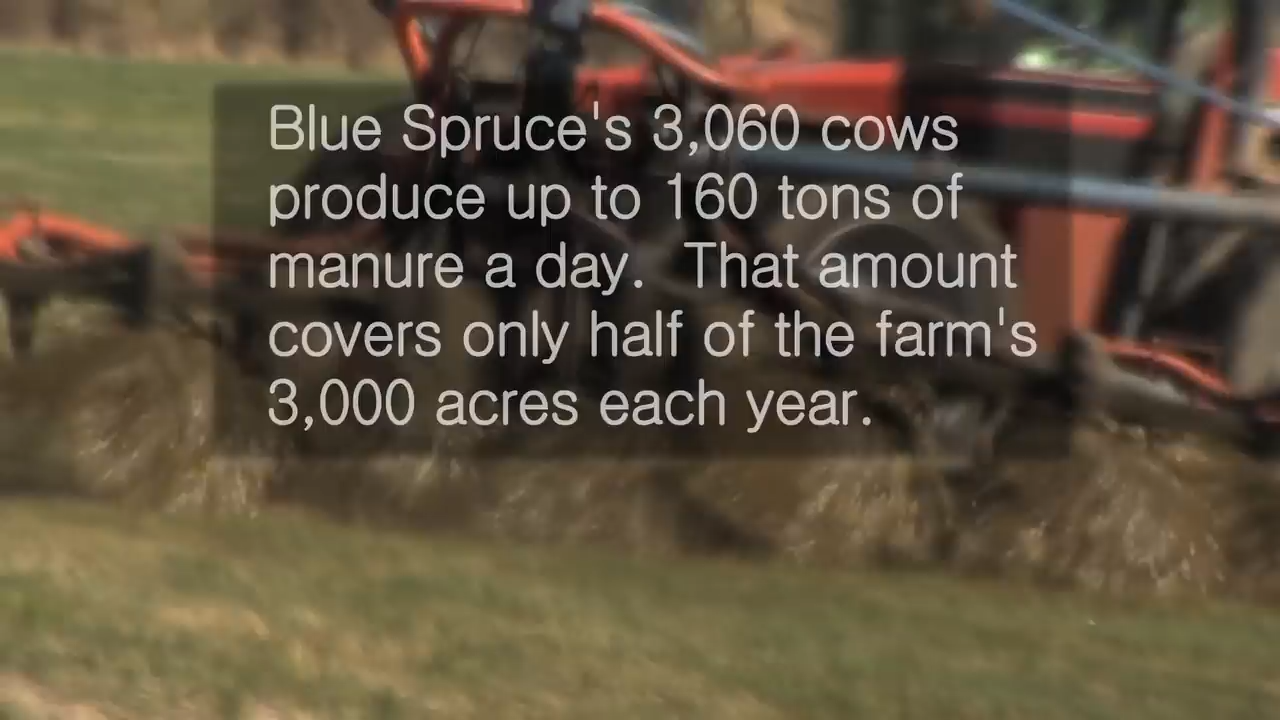 Blue Spruce's 3,060 cows
produce up to 160 tons of
manure a day.  That amount
covers only half of the farm's
3,000 acres each year.